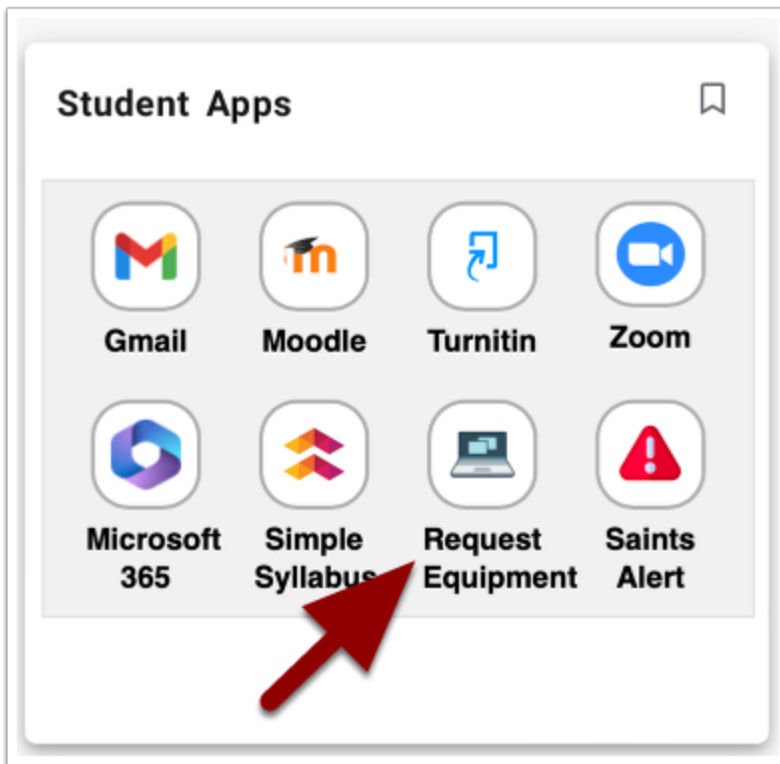 Student Apps
Gmail Moodle Turnitin Zoom
Microsoft Simple Request Saints
365 Syllabus Equipment Alert